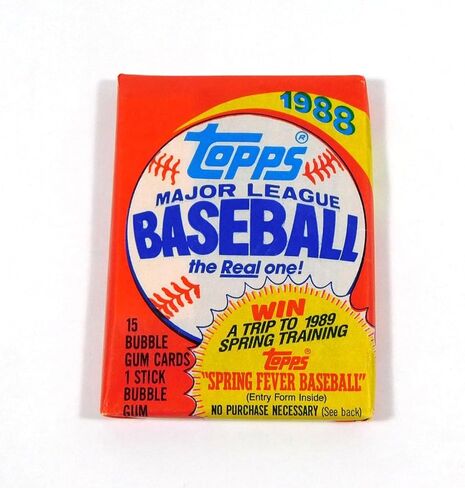 1988
TOPPS®
MAJOR LEAGUE
BASEBALL
the Real one!
WIN
A TRIP TO 1989
SPRING TRAINING
TOPPS®
"SPRING FEVER BASEBALL"
(Entry Form Inside)
NO PURCHASE NECESSARY (See back)
15
BUBBLE
GUM CARDS
1 STICK
BUBBLE
GUM